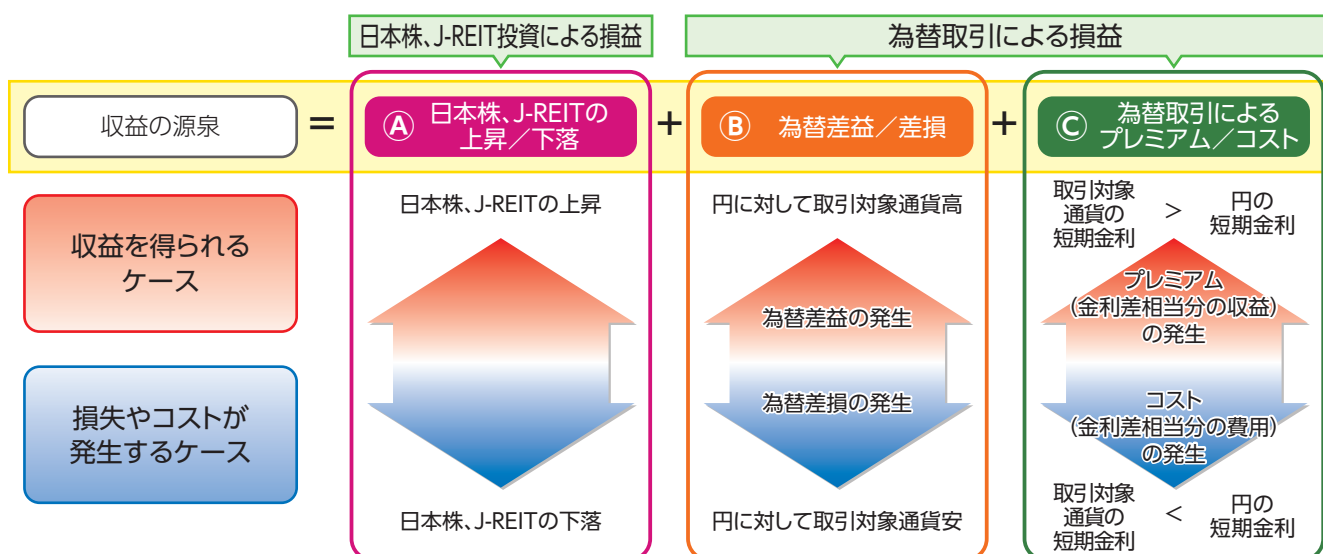 日本株、J-REIT投資による損益
為替取引による損益
収益の源泉
=
Ⓐ 日本株、J-REITの
上昇／下落
+
Ⓑ 為替差益／差損
+
Ⓒ 為替取引による
プレミアム／コスト
収益を得られる
ケース
日本株、J-REITの上昇
円に対して取引対象通貨高
為替差益の発生
取引対象
通貨の
短期金利
>
円の
短期金利
プレミアム
(金利差相当分の収益)
の発生
損失やコストが
発生するケース
日本株、J-REITの下落
為替差損の発生
円に対して取引対象通貨安
コスト
(金利差相当分の費用)
の発生
取引対象
通貨の
短期金利
<
円の
短期金利